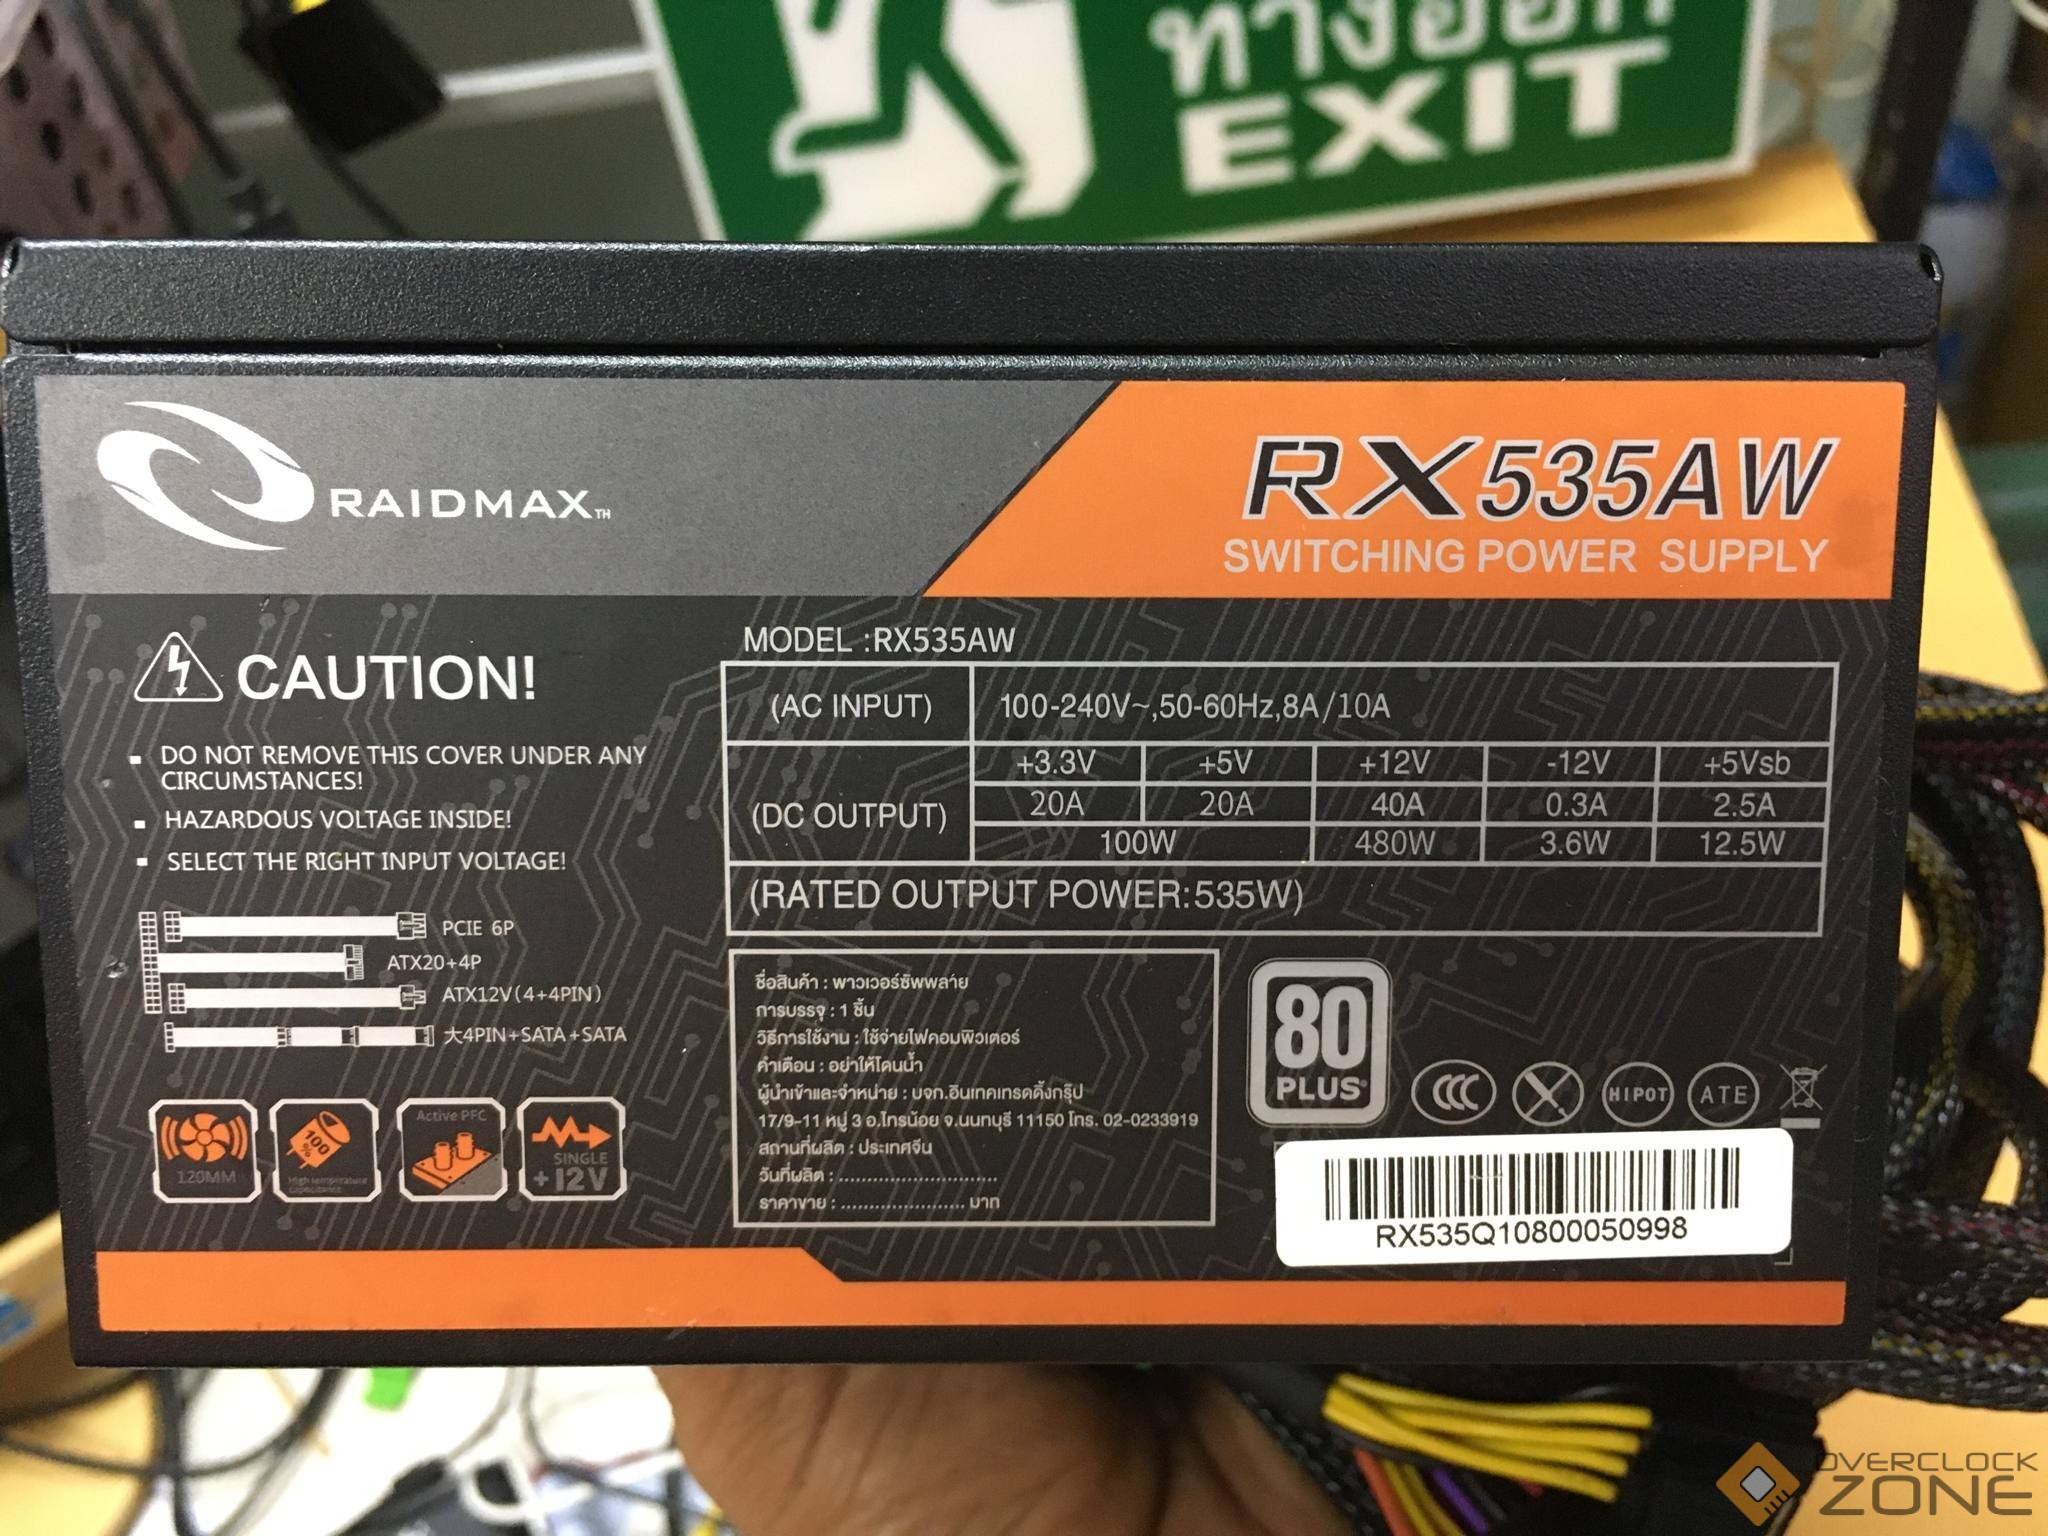 ทางออก
EXIT
RAIDMAX TM
RX535AW
SWITCHING POWER SUPPLY
CAUTION!
DO NOT REMOVE THIS COVER UNDER ANY
CIRCUMSTANCES!
HAZARDOUS VOLTAGE INSIDE!
SELECT THE RIGHT INPUT VOLTAGE!
PCIE 6P
ATX20+4P
ATX12V(4+4PIN)
大4PIN+SATA+SATA
120MM
100%
High temperature
capacitance
Active PFC
SINGLE
+12V
MODEL :RX535AW
(AC INPUT) 100-240V~,50-60Hz,8A/10A
(DC OUTPUT) +3.3V +5V +12V -12V +5Vsb
20A 20A 40A 0.3A 2.5A
100W 480W 3.6W 12.5W
(RATED OUTPUT POWER:535W)
ชื่อสินค้า : พาวเวอร์ซัพพลาย
การบรรจุ : 1 ชิ้น
วิธีการใช้งาน : ใช้จ่ายไฟคอมพิวเตอร์
คำเตือน : อย่าให้โดนน้ำ
ผู้นำเข้าและจำหน่าย : บจก.อินเทคเทรดดิ้งกรุ๊ป
17/9-11 หมู่ 3 อ.ไทรน้อย จ.นนทบุรี 11150 โทร. 02-0233919
สถานที่ผลิต : ประเทศจีน
วันที่ผลิต : ............................
ราคาขาย : ...................... บาท
80
PLUS
CCC
HIPOT
ATE
RX535Q10800050998
OVERCLOCK
ZONE